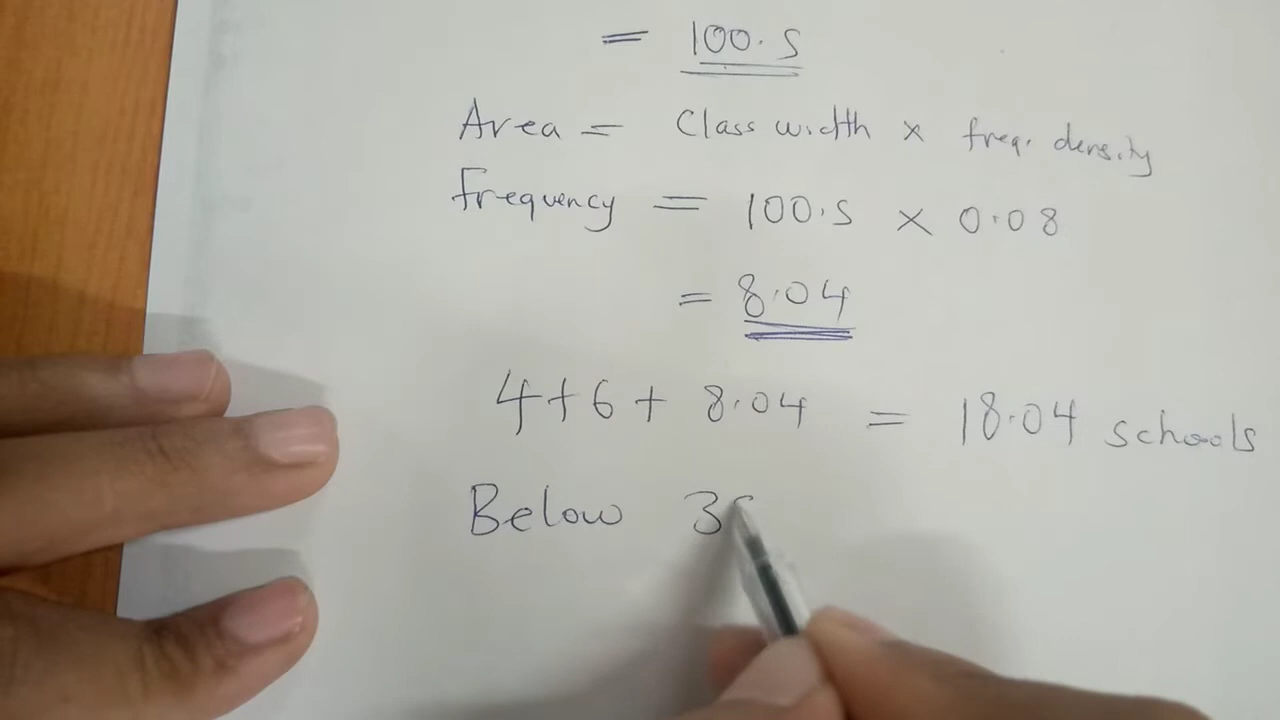 = 100.5
Area = Class width × freq. density
Frequency = 100.5 × 0.08
= 8.04
4+6+ 8.04 = 18.04 schools
Below 3